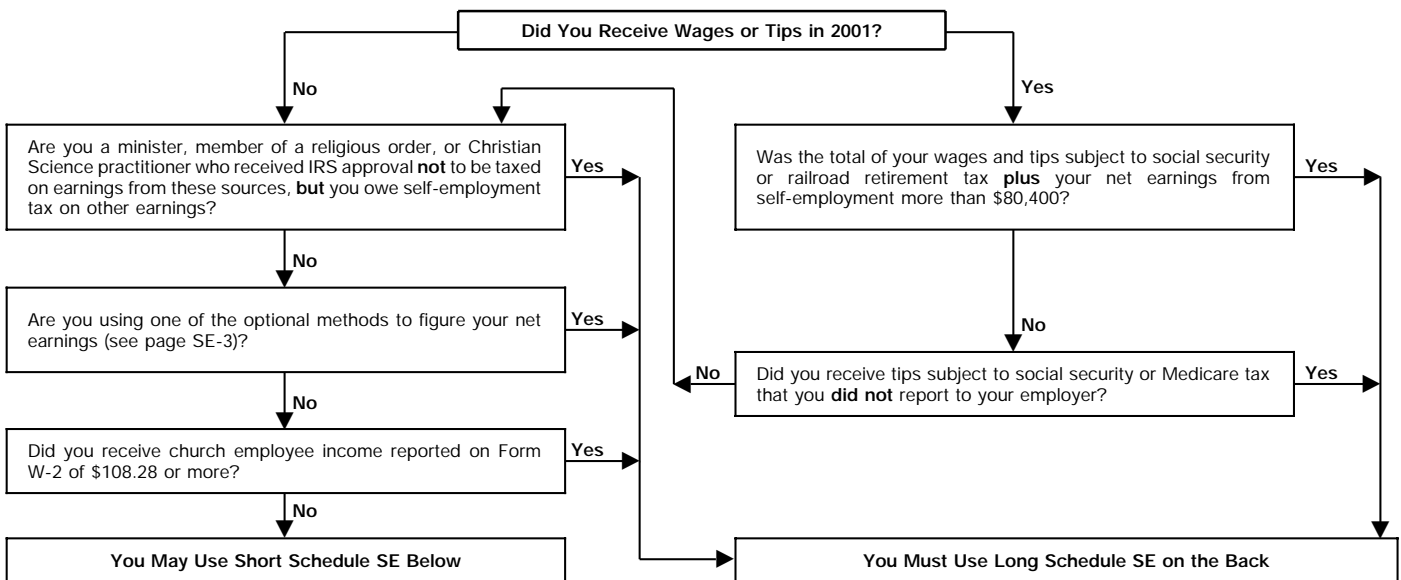 Did You Receive Wages or Tips in 2001?
No
Yes
Are you a minister, member of a religious order, or Christian
Science practitioner who received IRS approval not to be taxed
on earnings from these sources, but you owe self-employment
tax on other earnings?
Yes
Was the total of your wages and tips subject to social security
or railroad retirement tax plus your net earnings from
self-employment more than $80,400?
Yes
No
Are you using one of the optional methods to figure your net
earnings (see page SE-3)?
Yes
No
No
Did you receive tips subject to social security or Medicare tax
that you did not report to your employer?
Yes
No
Did you receive church employee income reported on Form
W-2 of $108.28 or more?
Yes
No
You May Use Short Schedule SE Below
You Must Use Long Schedule SE on the Back